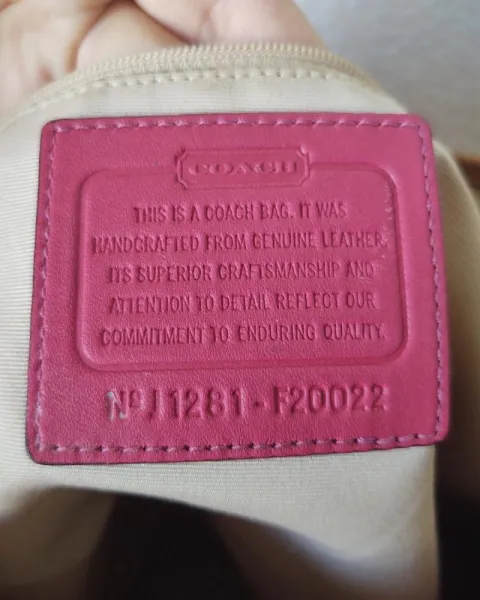 COACH
THIS IS A COACH BAG. IT WAS
HANDCRAFTED FROM GENUINE LEATHER.
ITS SUPERIOR CRAFTSMANSHIP AND
ATTENTION TO DETAIL REFLECT OUR
COMMITMENT TO ENDURING QUALITY.
Nº J1281-F20022